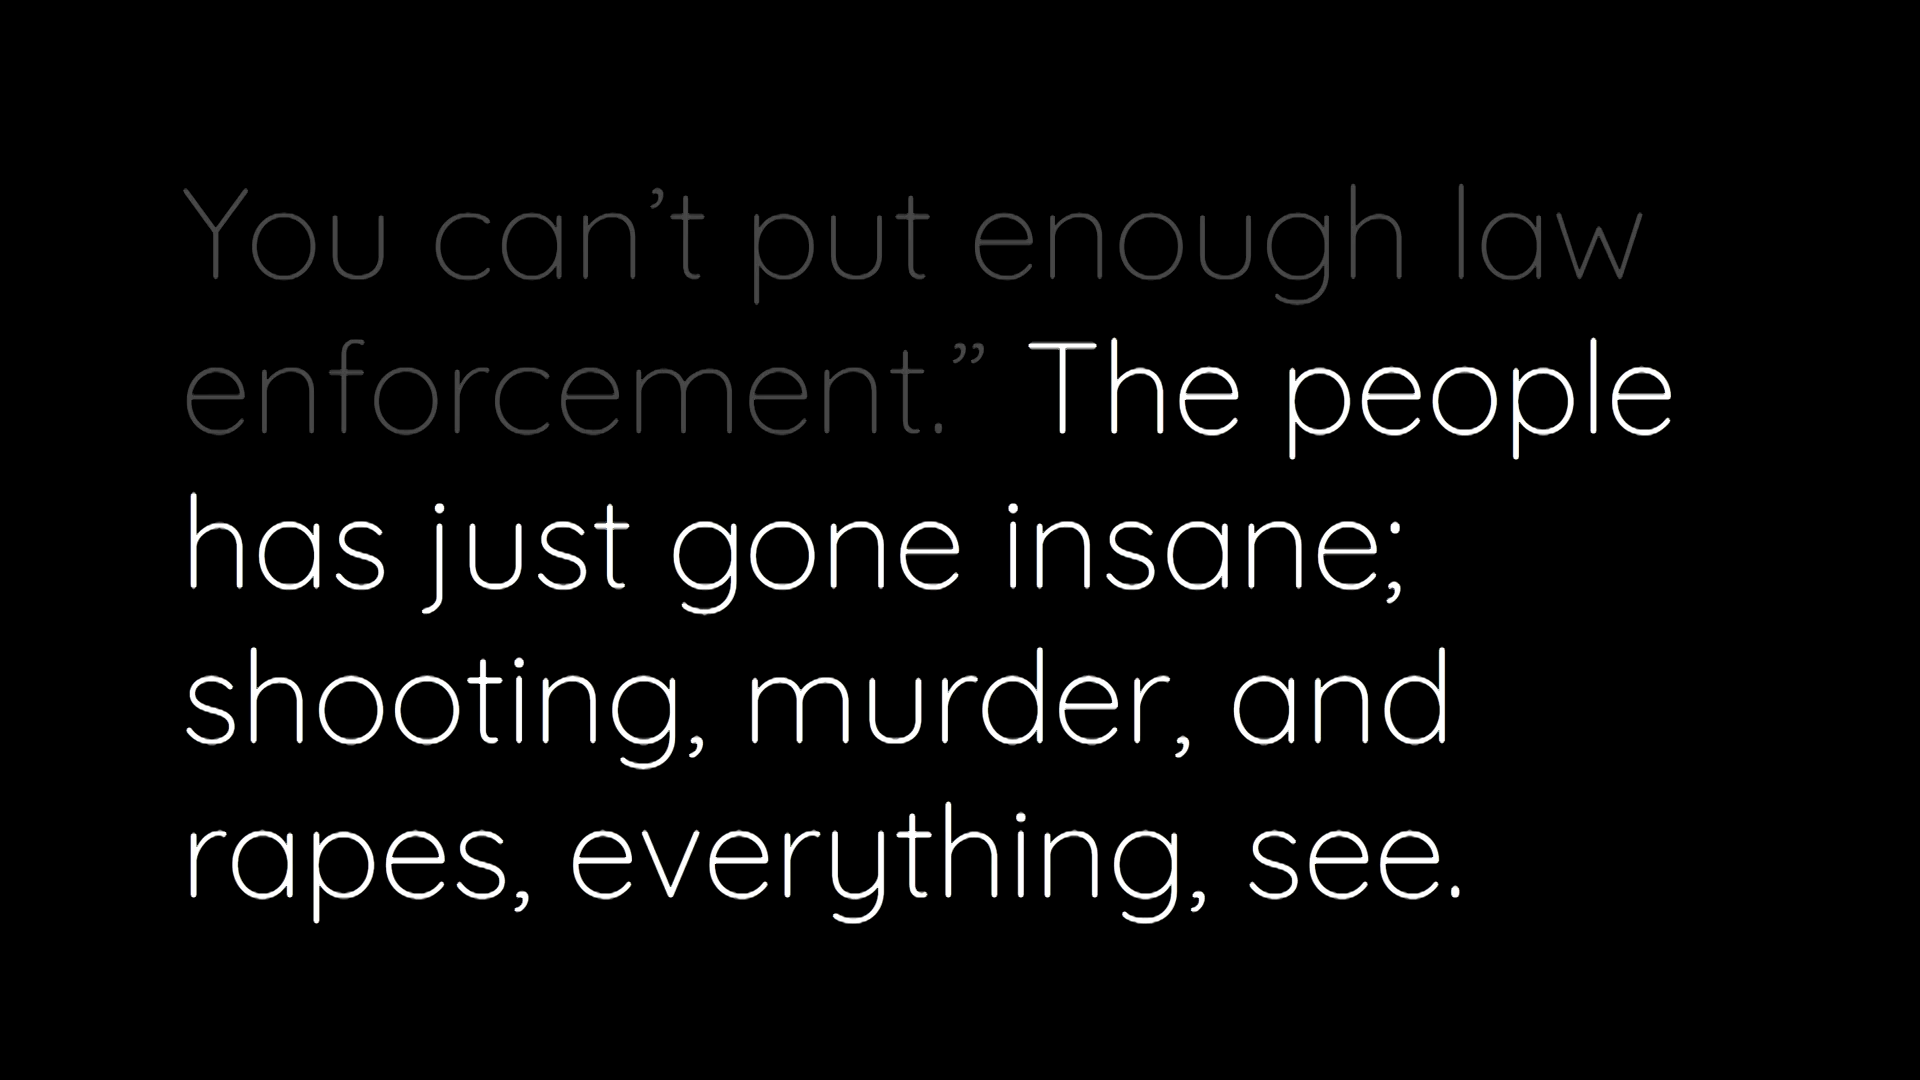 You can’t put enough law
enforcement.” The people
has just gone insane;
shooting, murder, and
rapes, everything, see.